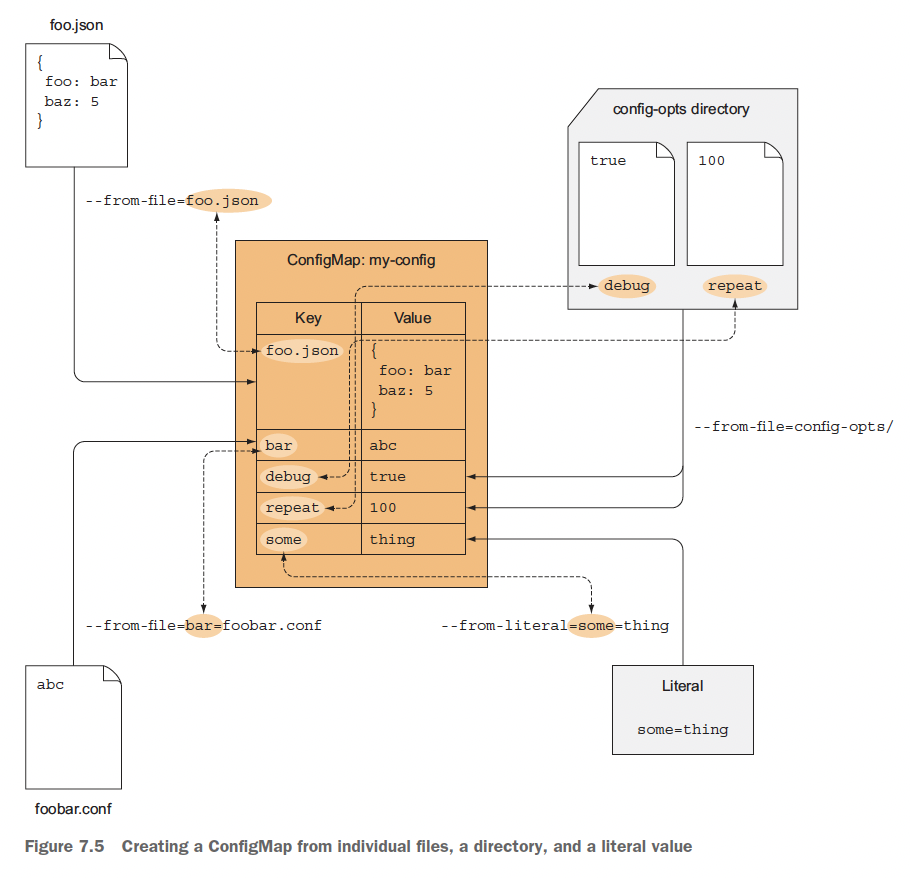 foo.json
{
foo: bar
baz: 5
}
--from-file=foo.json
config-opts directory
true
100
debug
repeat
ConfigMap: my-config
Key
Value
foo.json
{
foo: bar
baz: 5
}
bar
abc
debug
true
repeat
100
some
thing
--from-file=config-opts/
--from-file=bar=foobar.conf
--from-literal=some=thing
abc
foobar.conf
Literal
some=thing
Figure 7.5 Creating a ConfigMap from individual files, a directory, and a literal value